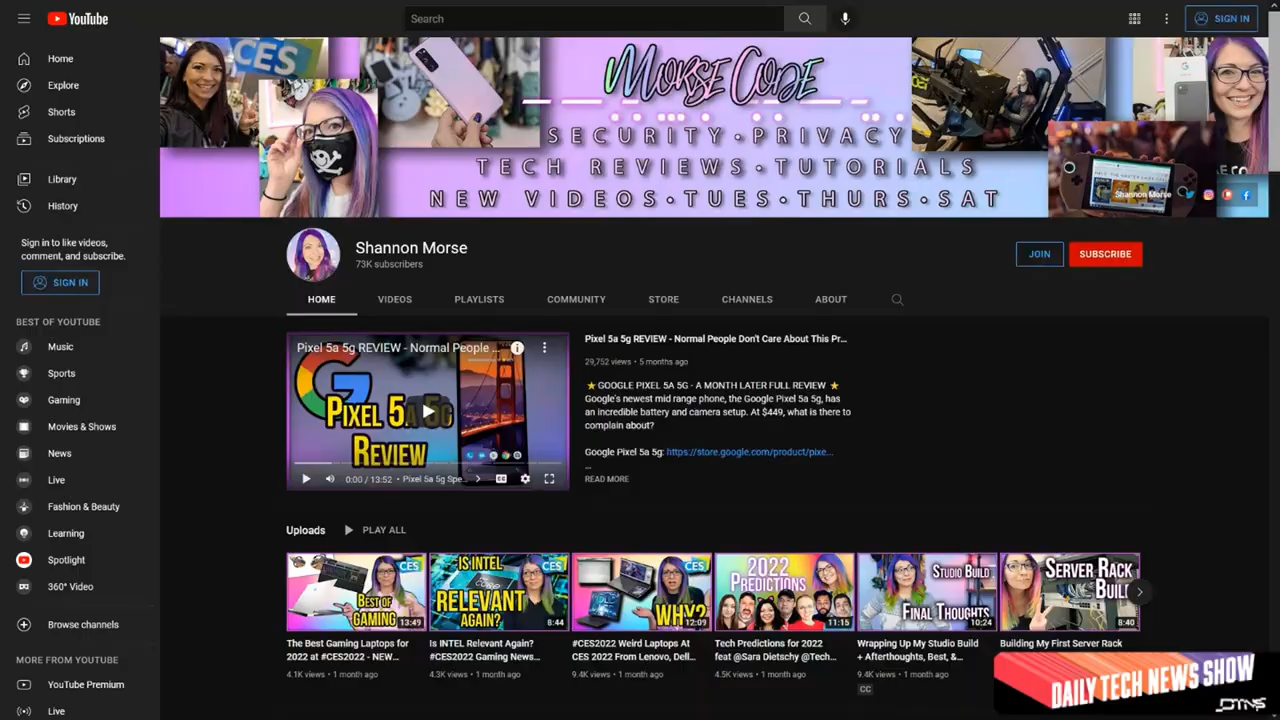 YouTube
Search
SIGN IN
Home
Explore
Shorts
Subscriptions
Library
History
Sign in to like videos,
comment, and subscribe.
SIGN IN
BEST OF YOUTUBE
Music
Sports
Gaming
Movies & Shows
News
Live
Fashion & Beauty
Learning
Spotlight
360° Video
Browse channels
MORE FROM YOUTUBE
YouTube Premium
Live
CES
MORSE CODE
SECURITY • PRIVACY
TECH REVIEWS • TUTORIALS
W VIDEOS • TUES • THURS • SAT
Shannon Morse
Shannon Morse
73K subscribers
JOIN
SUBSCRIBE
HOME
VIDEOS
PLAYLISTS
COMMUNITY
STORE
CHANNELS
ABOUT
Pixel 5a 5g REVIEW - Normal People ...
PIXEL 5A 5G
REVIEW
0:00 / 13:52 • Pixel 5a 5g Spe...
Pixel 5a 5g REVIEW - Normal People Don't Care About This Pr...
29,752 views • 5 months ago
⭐GOOGLE PIXEL 5A 5G - A MONTH LATER FULL REVIEW ⭐
Google's newest mid range phone, the Google Pixel 5a 5g, has
an incredible battery and camera setup. At $449, what is there to
complain about?
Google Pixel 5a 5g: https://store.google.com/product/pixe...
...
READ MORE
Uploads
PLAY ALL
CES
BEST OF
GAMING
13:49
The Best Gaming Laptops for
2022 at #CES2022 - NEW...
4.1K views • 1 month ago
IS INTEL
CES
RELEVANT
AGAIN?
8:44
Is INTEL Relevant Again?
#CES2022 Gaming News...
4.3K views • 1 month ago
CES
WHY?
12:09
#CES2022 Weird Laptops At
CES 2022 From Lenovo, Dell...
9.4K views • 1 month ago
2022
PREDICTIONS
11:15
Tech Predictions for 2022
feat @Sara Dietschy @Tech...
4.5K views • 1 month ago
STUDIO BUILD
FINAL THOUGHTS
10:24
Wrapping Up My Studio Build
+ Afterthoughts, Best, &...
9.4K views • 1 month ago
CC
SERVER RACK
BUILD
8:40
Building My First Server Rack
DAILY TECH NEWS SHOW
DTNS